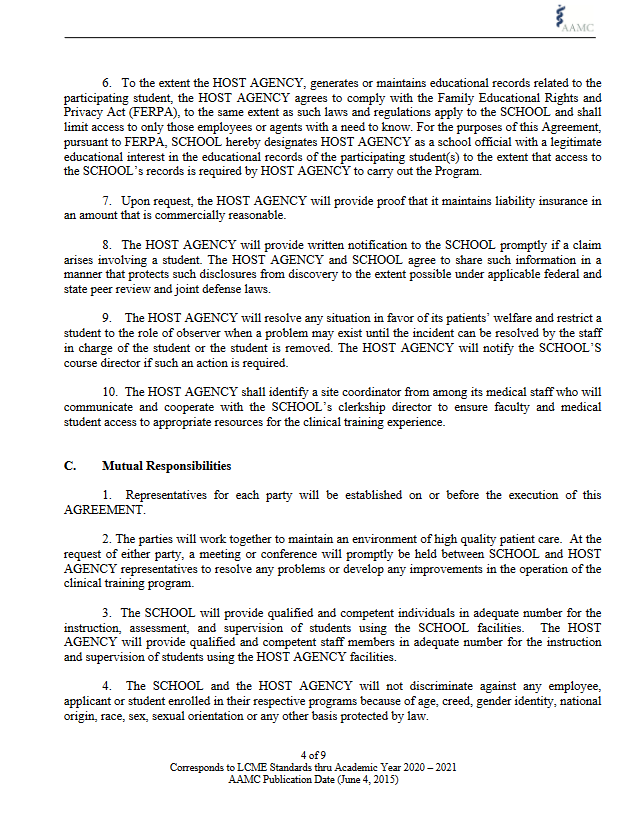 AAMC
6. To the extent the HOST AGENCY, generates or maintains educational records related to the
participating student, the HOST AGENCY agrees to comply with the Family Educational Rights and
Privacy Act (FERPA), to the same extent as such laws and regulations apply to the SCHOOL and shall
limit access to only those employees or agents with a need to know. For the purposes of this Agreement,
pursuant to FERPA, SCHOOL hereby designates HOST AGENCY as a school official with a legitimate
educational interest in the educational records of the participating student(s) to the extent that access to
the SCHOOL's records is required by HOST AGENCY to carry out the Program.
7. Upon request, the HOST AGENCY will provide proof that it maintains liability insurance in
an amount that is commercially reasonable.
8. The HOST AGENCY will provide written notification to the SCHOOL promptly if a claim
arises involving a student. The HOST AGENCY and SCHOOL agree to share such information in a
manner that protects such disclosures from discovery to the extent possible under applicable federal and
state peer review and joint defense laws.
9. The HOST AGENCY will resolve any situation in favor of its patients' welfare and restrict a
student to the role of observer when a problem may exist until the incident can be resolved by the staff
in charge of the student or the student is removed. The HOST AGENCY will notify the SCHOOL'S
course director if such an action is required.
10. The HOST AGENCY shall identify a site coordinator from among its medical staff who will
communicate and cooperate with the SCHOOL's clerkship director to ensure faculty and medical
student access to appropriate resources for the clinical training experience.
C. Mutual Responsibilities
1. Representatives for each party will be established on or before the execution of this
AGREEMENT.
2. The parties will work together to maintain an environment of high quality patient care. At the
request of either party, a meeting or conference will promptly be held between SCHOOL and HOST
AGENCY representatives to resolve any problems or develop any improvements in the operation of the
clinical training program.
3. The SCHOOL will provide qualified and competent individuals in adequate number for the
instruction, assessment, and supervision of students using the SCHOOL facilities. The HOST
AGENCY will provide qualified and competent staff members in adequate number for the instruction
and supervision of students using the HOST AGENCY facilities.
4. The SCHOOL and the HOST AGENCY will not discriminate against any employee,
applicant or student enrolled in their respective programs because of age, creed, gender identity, national
origin, race, sex, sexual orientation or any other basis protected by law.
4 of 9
Corresponds to LCME Standards thru Academic Year 2020 – 2021
AAMC Publication Date (June 4, 2015)